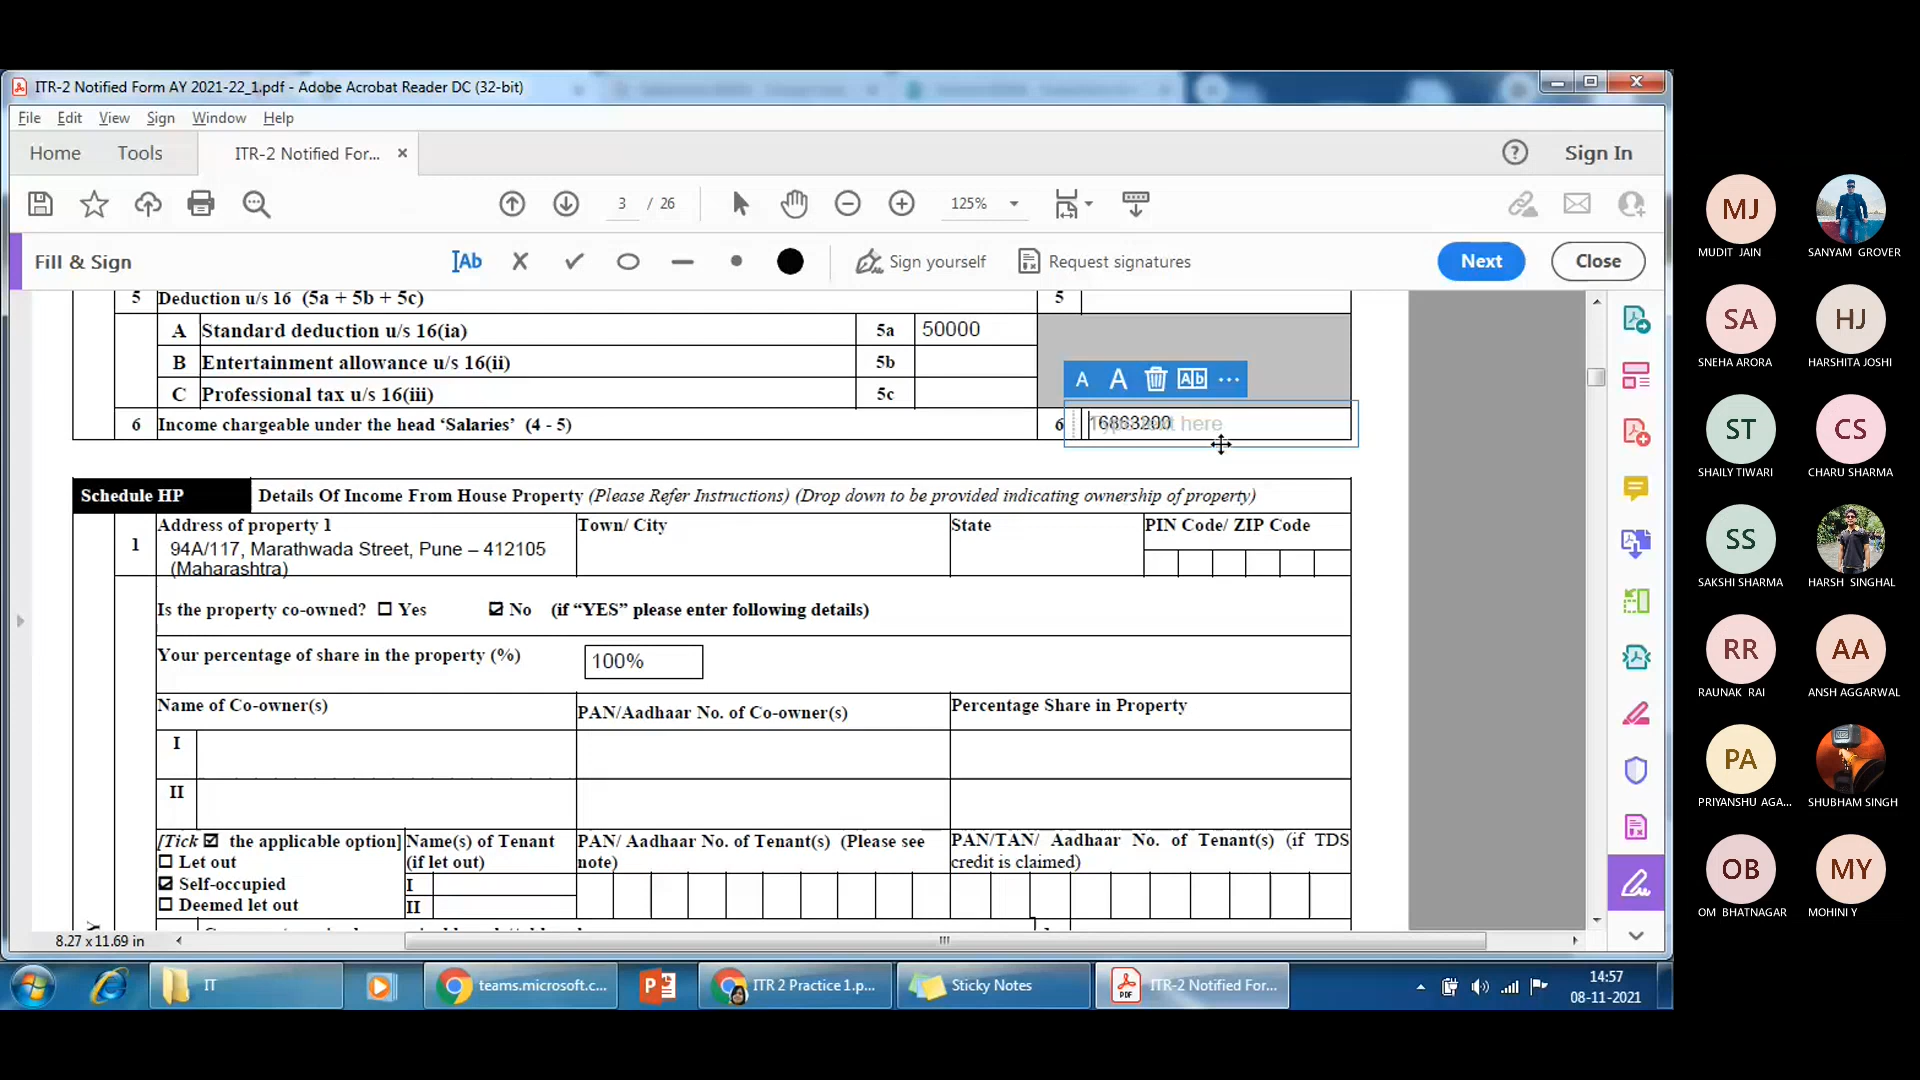 ITR-2 Notified Form AY 2021-22_1.pdf - Adobe Acrobat Reader DC (32-bit)
File Edit View Sign Window Help
Home Tools ITR-2 Notified For... × Sign In
3 / 26 125%
Fill & Sign Ab Sign yourself Request signatures Next Close
5 Deduction u/s 16 (5a + 5b + 5c) 5
A Standard deduction u/s 16(ia) 5a 50000
B Entertainment allowance u/s 16(ii) 5b
C Professional tax u/s 16(iii) 5c
A A Ab ...
6 Income chargeable under the head ‘Salaries’ (4 - 5) 6 16863200 Type text here
Schedule HP Details Of Income From House Property (Please Refer Instructions) (Drop down to be provided indicating ownership of property)
1 Address of property 1 Town/ City State PIN Code/ ZIP Code
94A/117, Marathwada Street, Pune – 412105
(Maharashtra)
Is the property co-owned? Yes No (if “YES” please enter following details)
Your percentage of share in the property (%) 100%
Name of Co-owner(s) PAN/Aadhaar No. of Co-owner(s) Percentage Share in Property
I
II
[Tick the applicable option] Name(s) of Tenant (if let out) PAN/ Aadhaar No. of Tenant(s) (Please see note) PAN/TAN/ Aadhaar No. of Tenant(s) (if TDS credit is claimed)
Let out
Self-occupied I
Deemed let out II
8.27 x 11.69 in
IT teams.microsoft.c... ITR 2 Practice 1.p... Sticky Notes ITR-2 Notified For... 14:57
08-11-2021
MJ
MUDIT JAIN SANYAM GROVER
SA HJ
SNEHA ARORA HARSHITA JOSHI
ST CS
SHAILY TIWARI CHARU SHARMA
SS
SAKSHI SHARMA HARSH SINGHAL
RR AA
RAUNAK RAI ANSH AGGARWAL
PA
PRIYANSHU AGA... SHUBHAM SINGH
OB MY
OM BHATNAGAR MOHINI Y